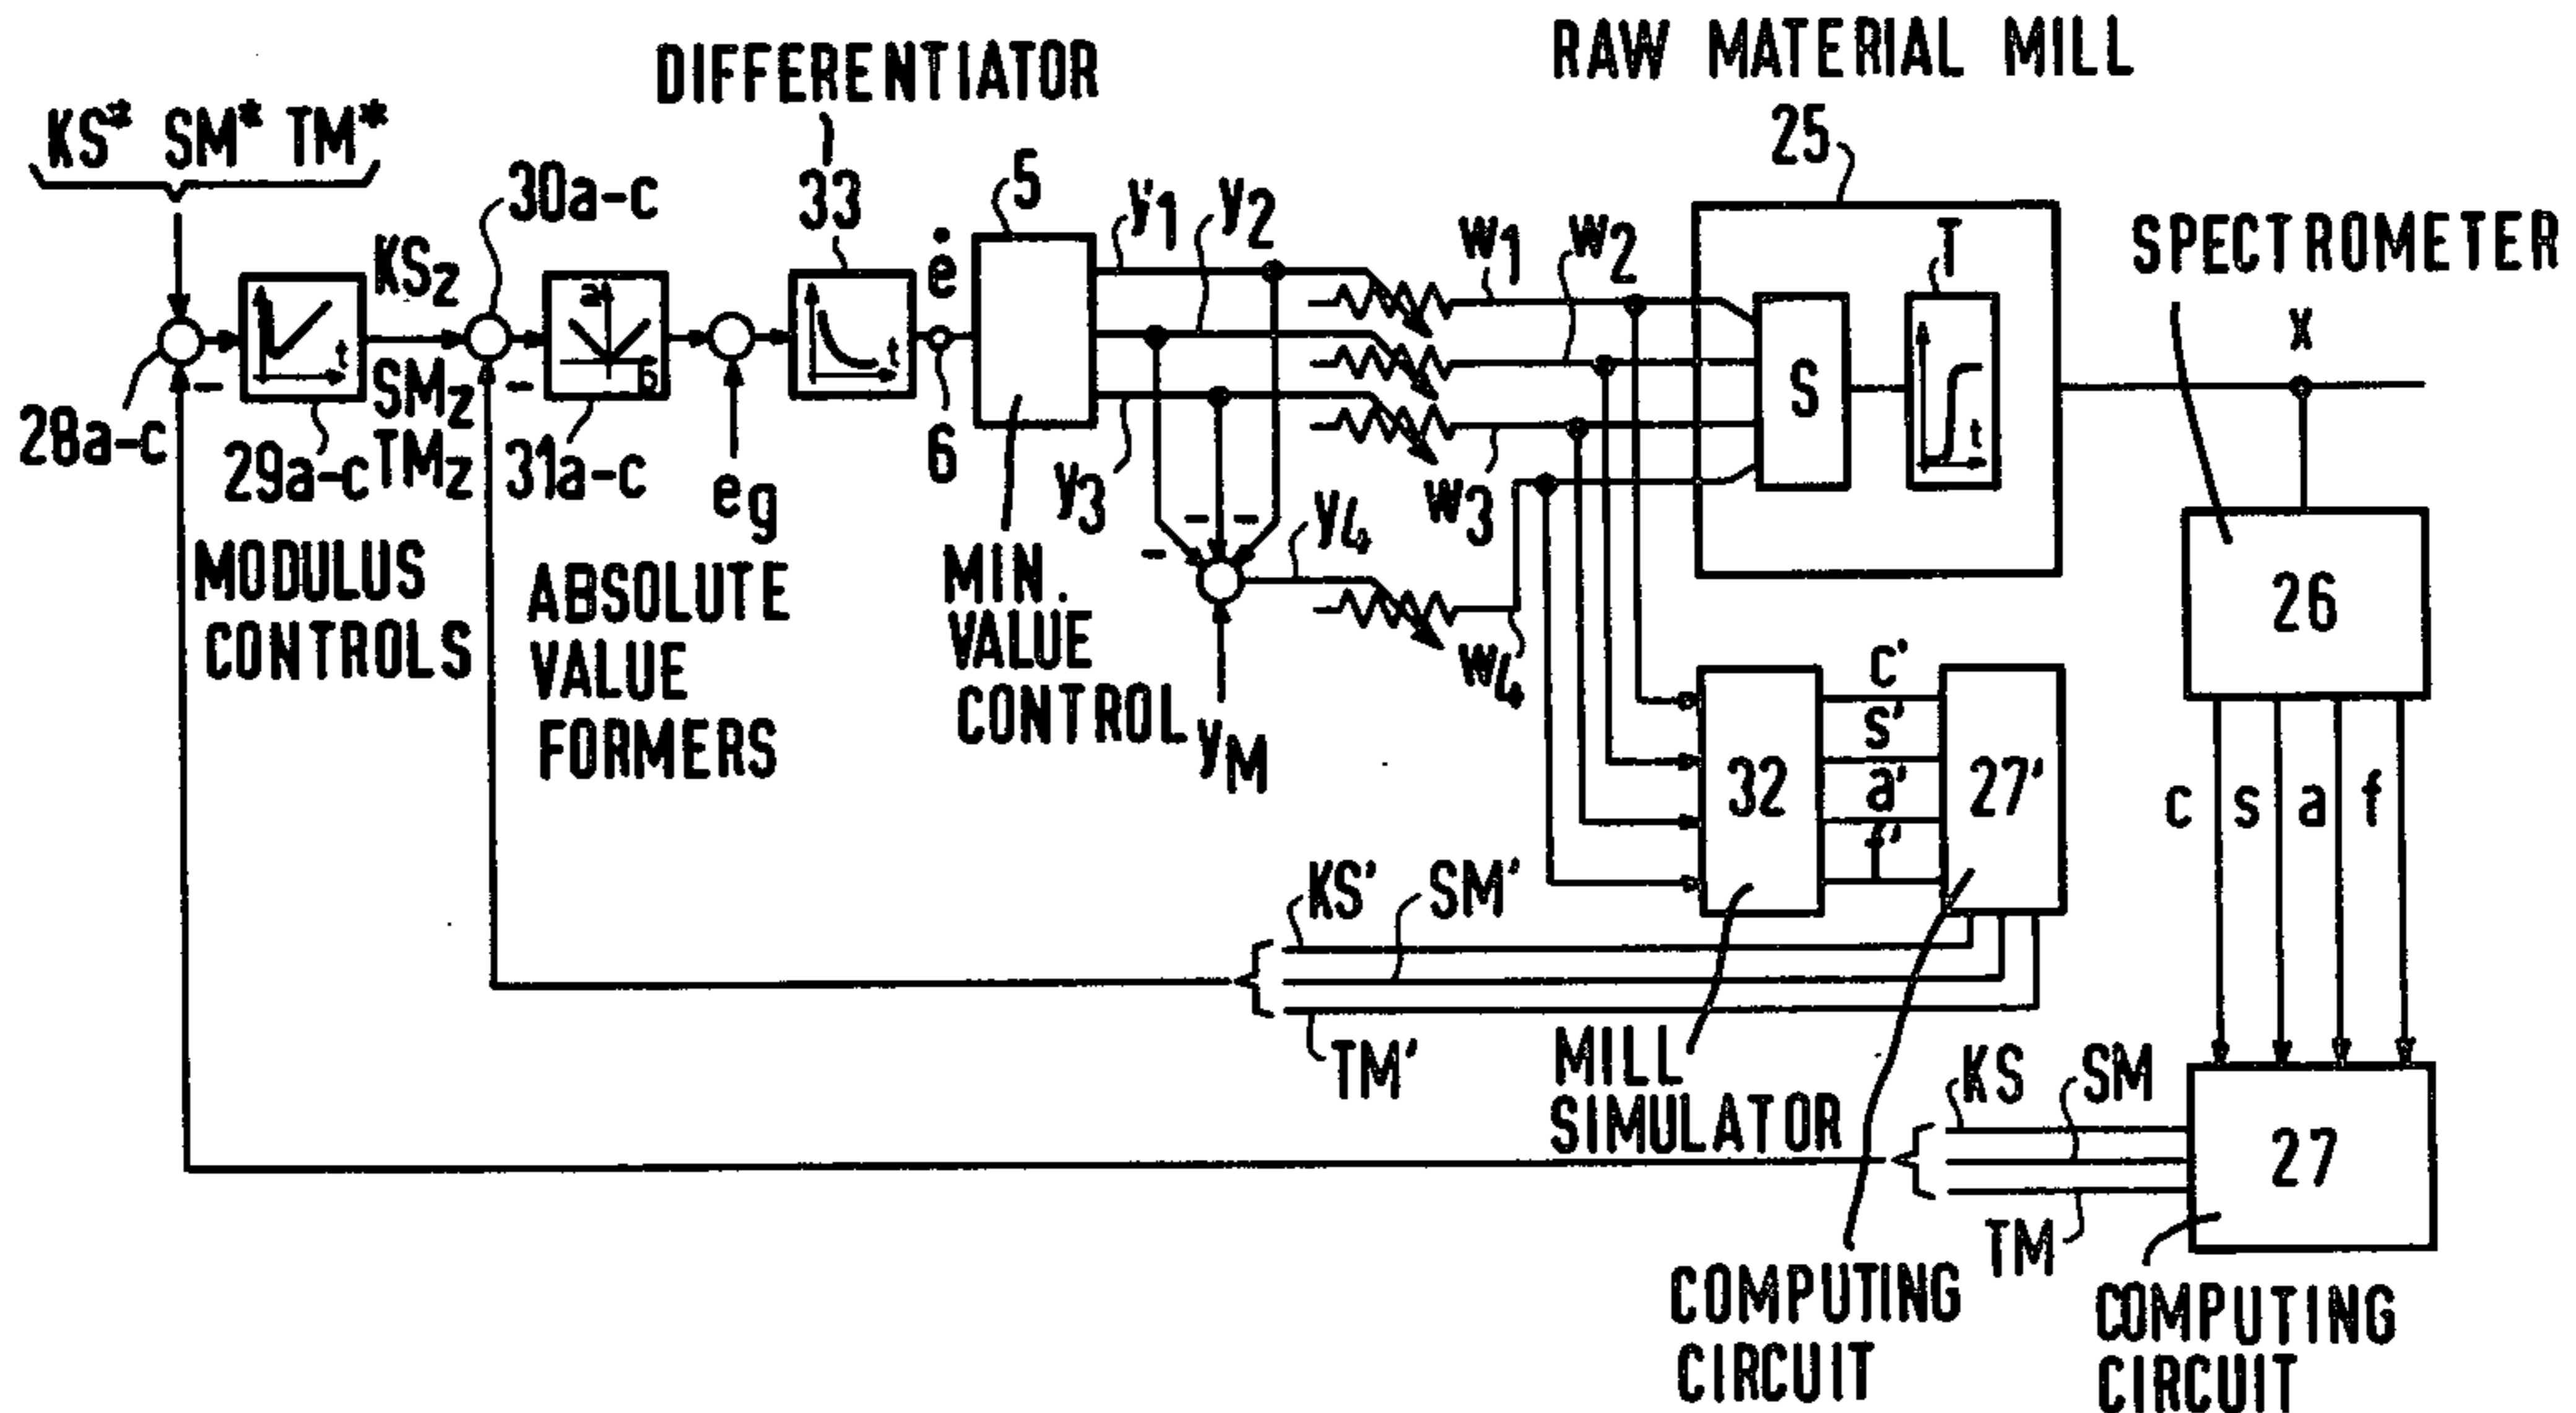 RAW MATERIAL MILL
DIFFERENTIATOR
25
KS* SM* TM*
33
5
30a-c
y1
y2
w1
w2
T
SPECTROMETER
KSz
ė
x
a
t
t
b
t
S
SMz
28a-c
29a-c
TMz
31a-c
eg
6
y3
w3
y4
MODULUS
CONTROLS
ABSOLUTE
VALUE
FORMERS
MIN.
VALUE
CONTROL
yM
w4
26
c'
s'
a'
f'
32
27'
c
s
a
f
KS'
SM'
TM'
MILL
SIMULATOR
KS
SM
TM
27
COMPUTING
CIRCUIT
COMPUTING
CIRCUIT